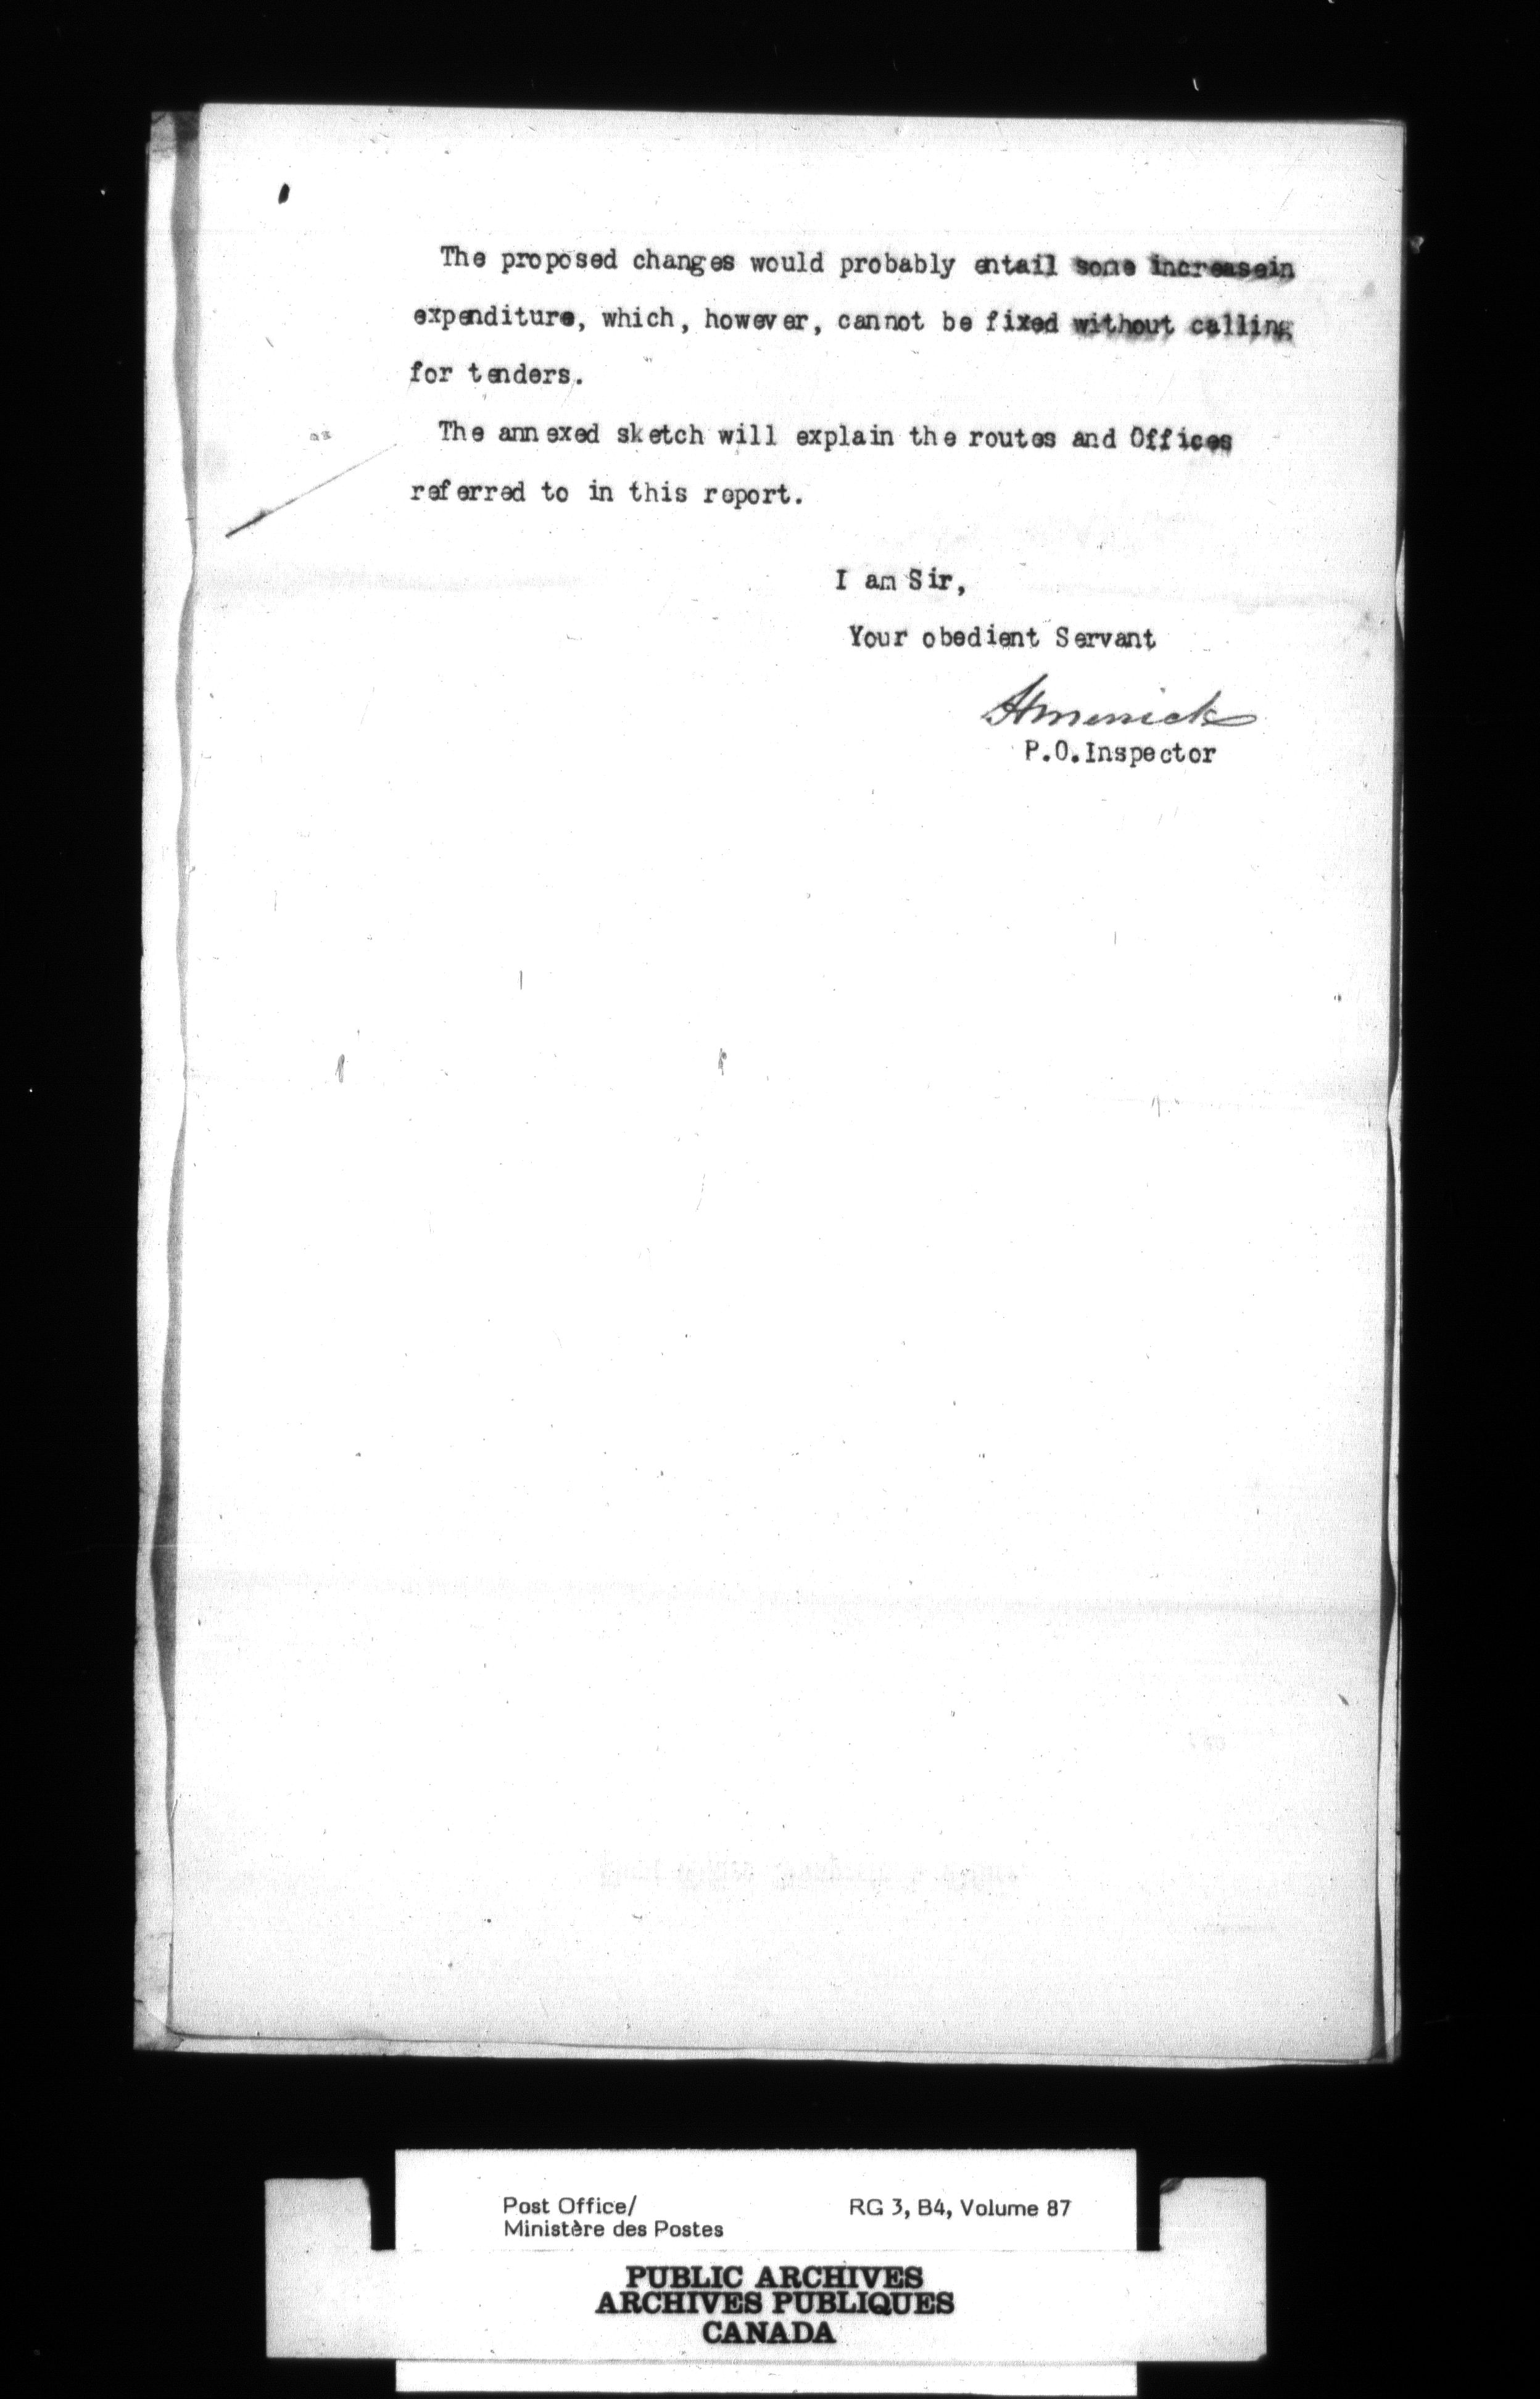 The proposed changes would probably entail some increasein
expenditure, which, however, cannot be fixed without calling
for tenders.
The annexed sketch will explain the routes and Offices
referred to in this report.
I am Sir,
Your obedient Servant
P.O.Inspector
Post Office/
Ministère des Postes
RG 3, B4, Volume 87
PUBLIC ARCHIVES
ARCHIVES PUBLIQUES
CANADA